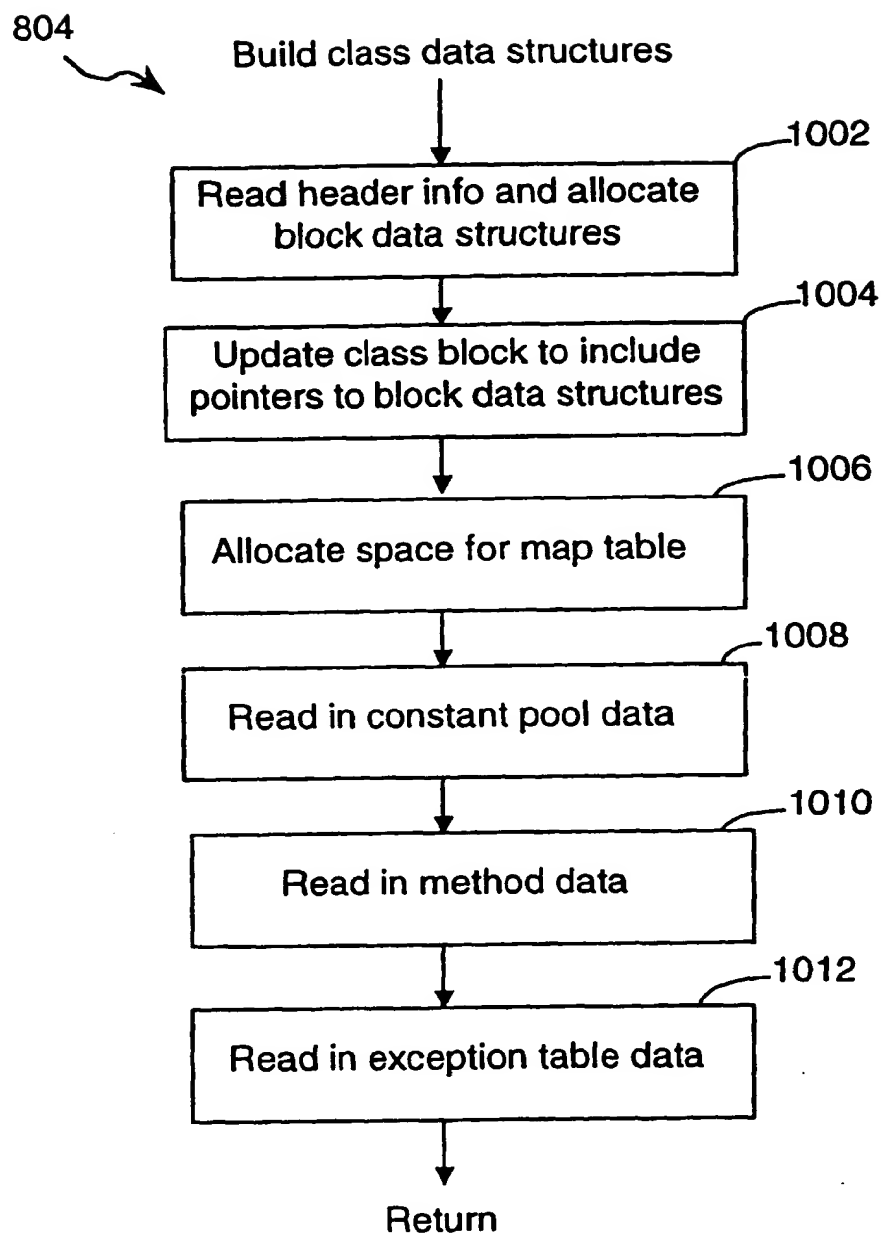 804
Build class data structures
1002
Read header info and allocate
block data structures
1004
Update class block to include
pointers to block data structures
1006
Allocate space for map table
1008
Read in constant pool data
1010
Read in method data
1012
Read in exception table data
Return